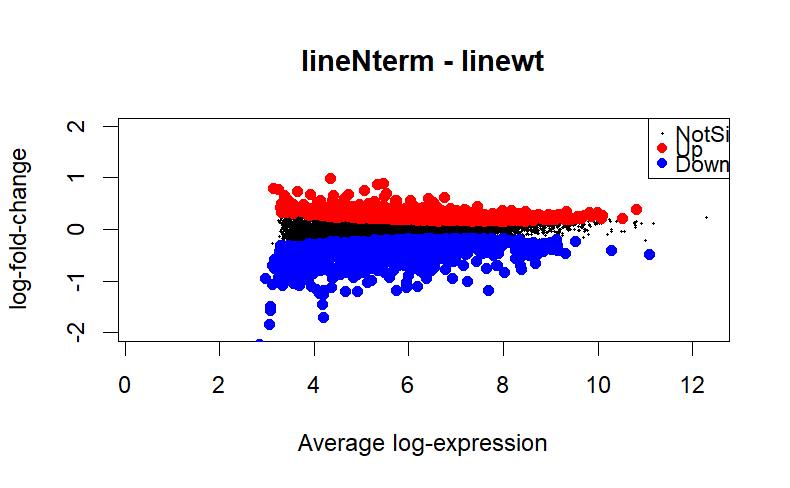 lineNterm - linewt
log-fold-change
2
1
0
-1
-2
NotSi
Up
Down
0 2 4 6 8 10 12
Average log-expression